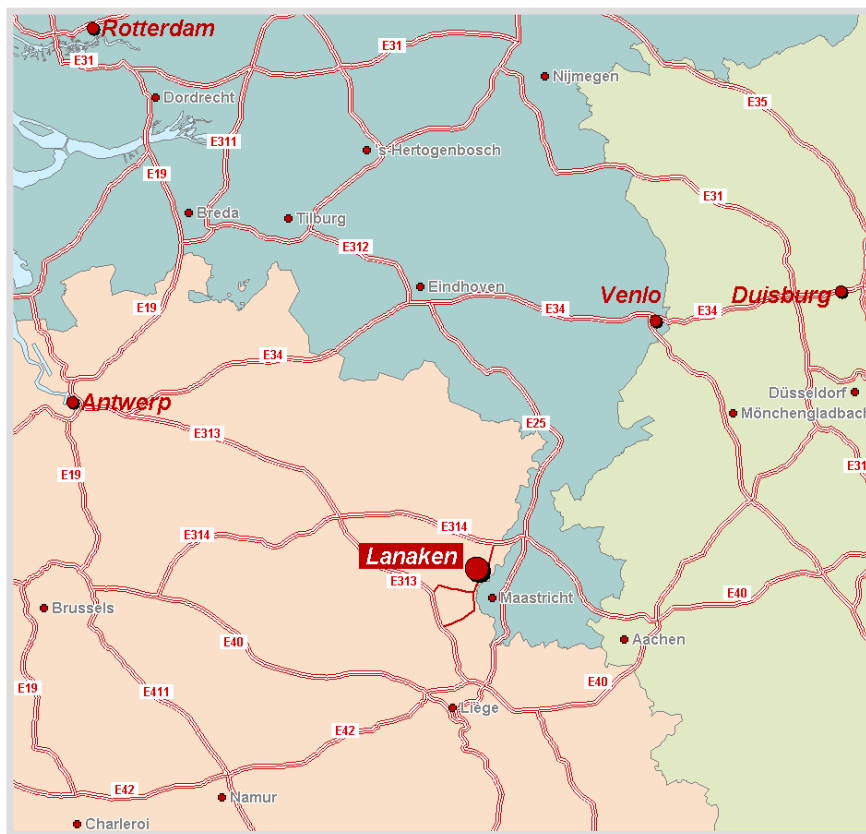 Rotterdam
E31
E31
Nijmegen
Dordrecht
E35
E311
's-Hertogenbosch
E19
E31
Breda
Tilburg
E312
Eindhoven
Venlo
Duisburg
E19
E34
E34
E34
Düsseldorf
Antwerp
Mönchengladbach
E25
E313
E31
E19
E314
E314
Lanaken
E313
E40
Maastricht
Brussels
Aachen
E40
E19
E411
E40
Liège
E42
E42
Namur
Charleroi